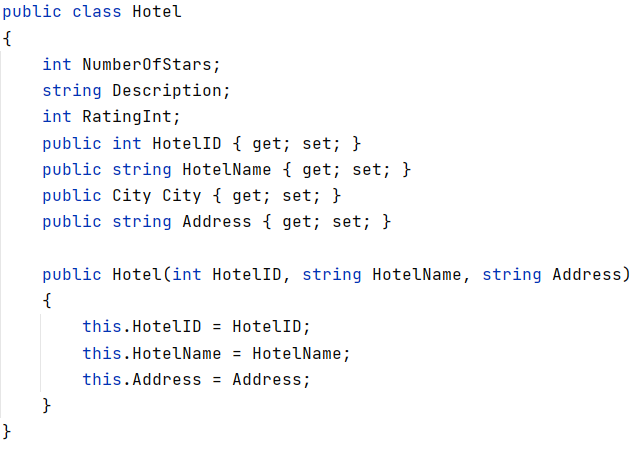 public class Hotel
{
    int NumberOfStars;
    string Description;
    int RatingInt;
    public int HotelID { get; set; }
    public string HotelName { get; set; }
    public City City { get; set; }
    public string Address { get; set; }

    public Hotel(int HotelID, string HotelName, string Address)
    {
        this.HotelID = HotelID;
        this.HotelName = HotelName;
        this.Address = Address;
    }
}